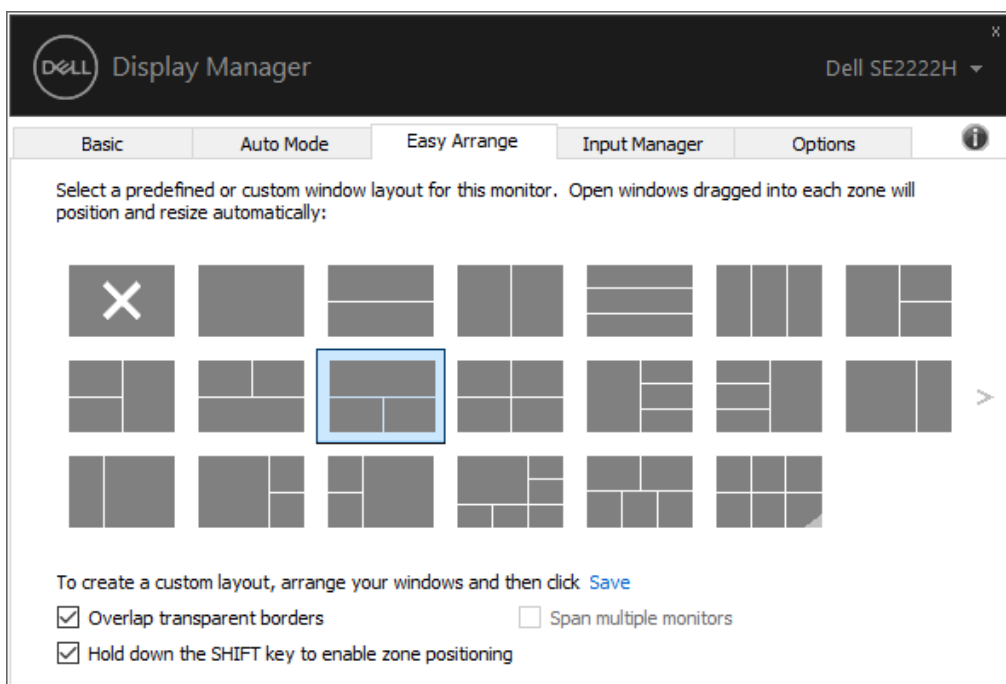 x
DELL Display Manager
Dell SE2222H
Basic Auto Mode Easy Arrange Input Manager Options
Select a predefined or custom window layout for this monitor. Open windows dragged into each zone will
position and resize automatically:
>
To create a custom layout, arrange your windows and then click Save
Overlap transparent borders
Span multiple monitors
Hold down the SHIFT key to enable zone positioning